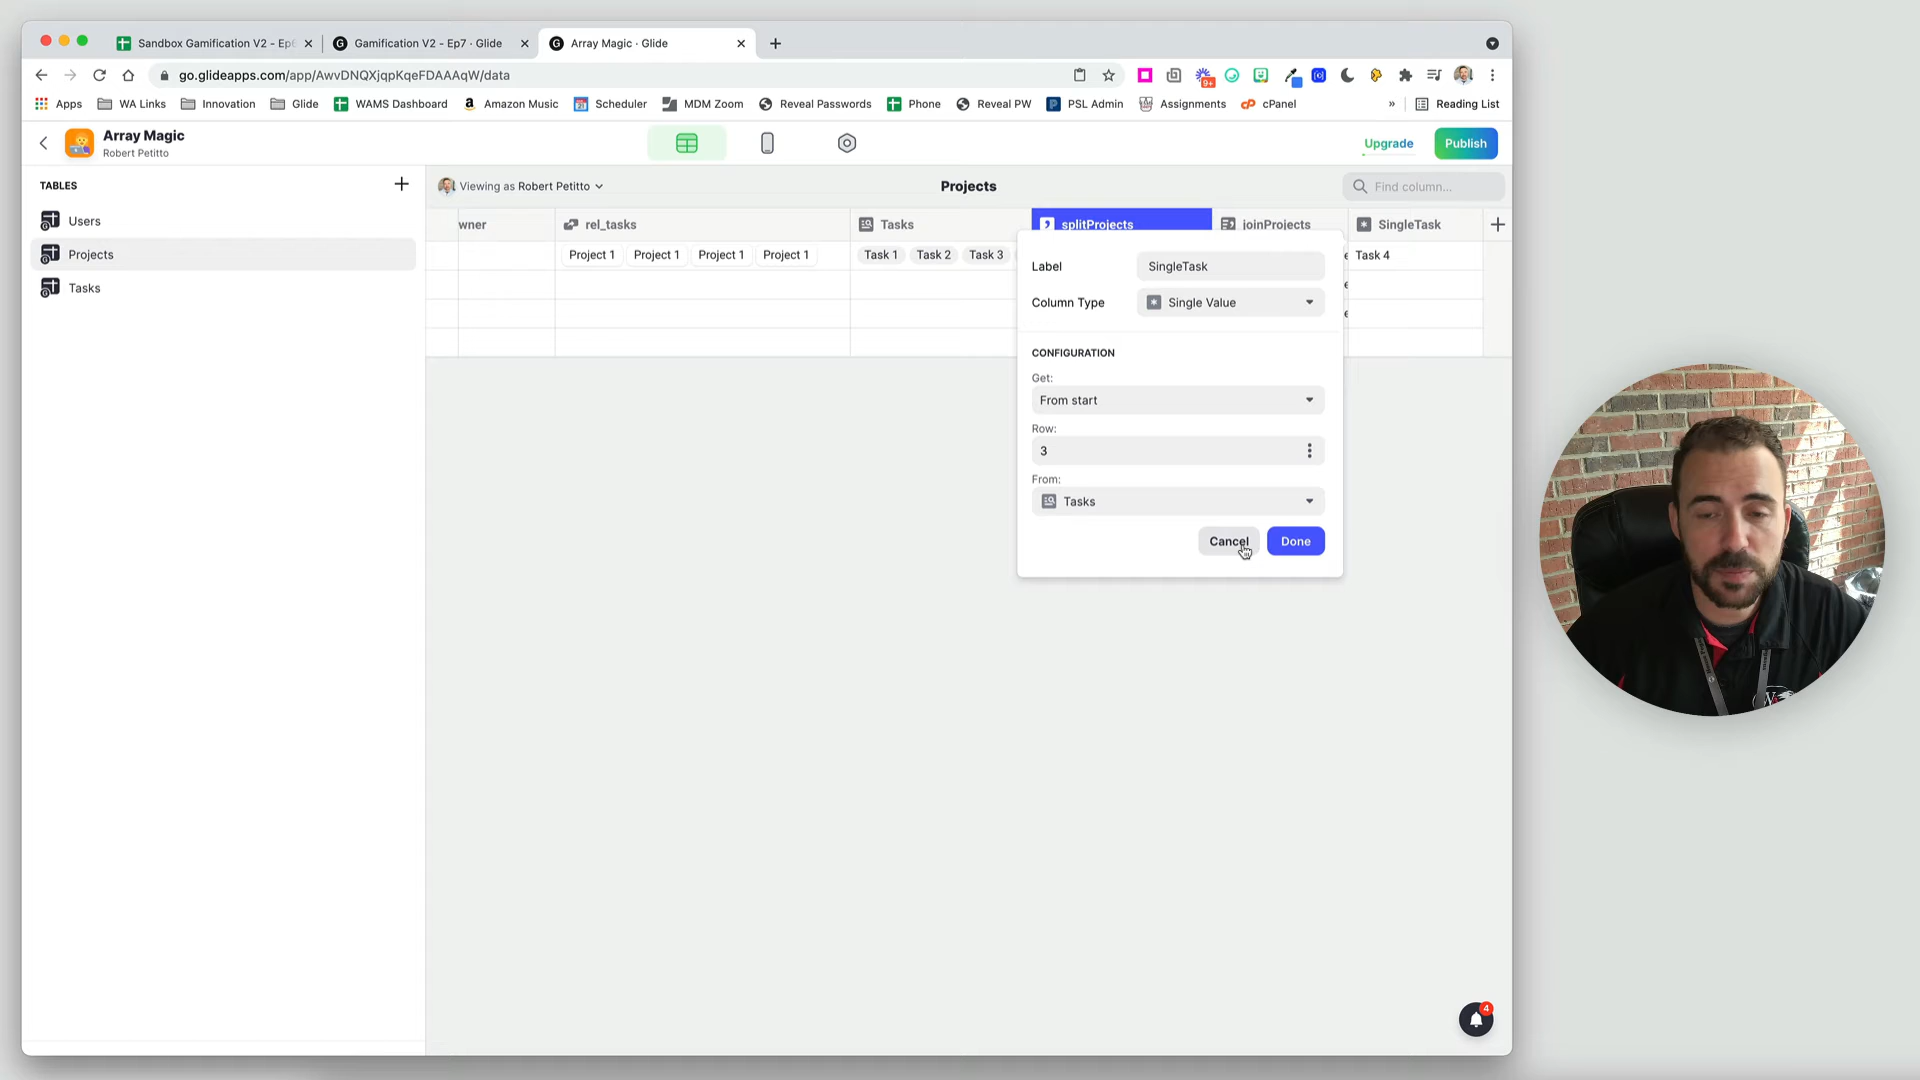 Sandbox Gamification V2 - Ep
Gamification V2 - Ep7 · Glide
Array Magic · Glide
go.glideapps.com/app/AwvDNQXjqpKqeFDAAAqW/data
9+
Apps
WA Links
Innovation
Glide
WAMS Dashboard
Amazon Music
Scheduler
MDM Zoom
Reveal Passwords
Phone
Reveal PW
PSL Admin
Assignments
cPanel
»
Reading List
Array Magic
Robert Petitto
Upgrade
Publish
TABLES
Users
Projects
Tasks
Viewing as Robert Petitto
Projects
Find column...
wner
rel_tasks
Tasks
splitProjects
joinProjects
SingleTask
Project 1 Project 1 Project 1 Project 1
Task 1 Task 2 Task 3
Task 4
Label
SingleTask
Column Type
Single Value
CONFIGURATION
Get:
From start
Row:
3
From:
Tasks
Cancel
Done
4